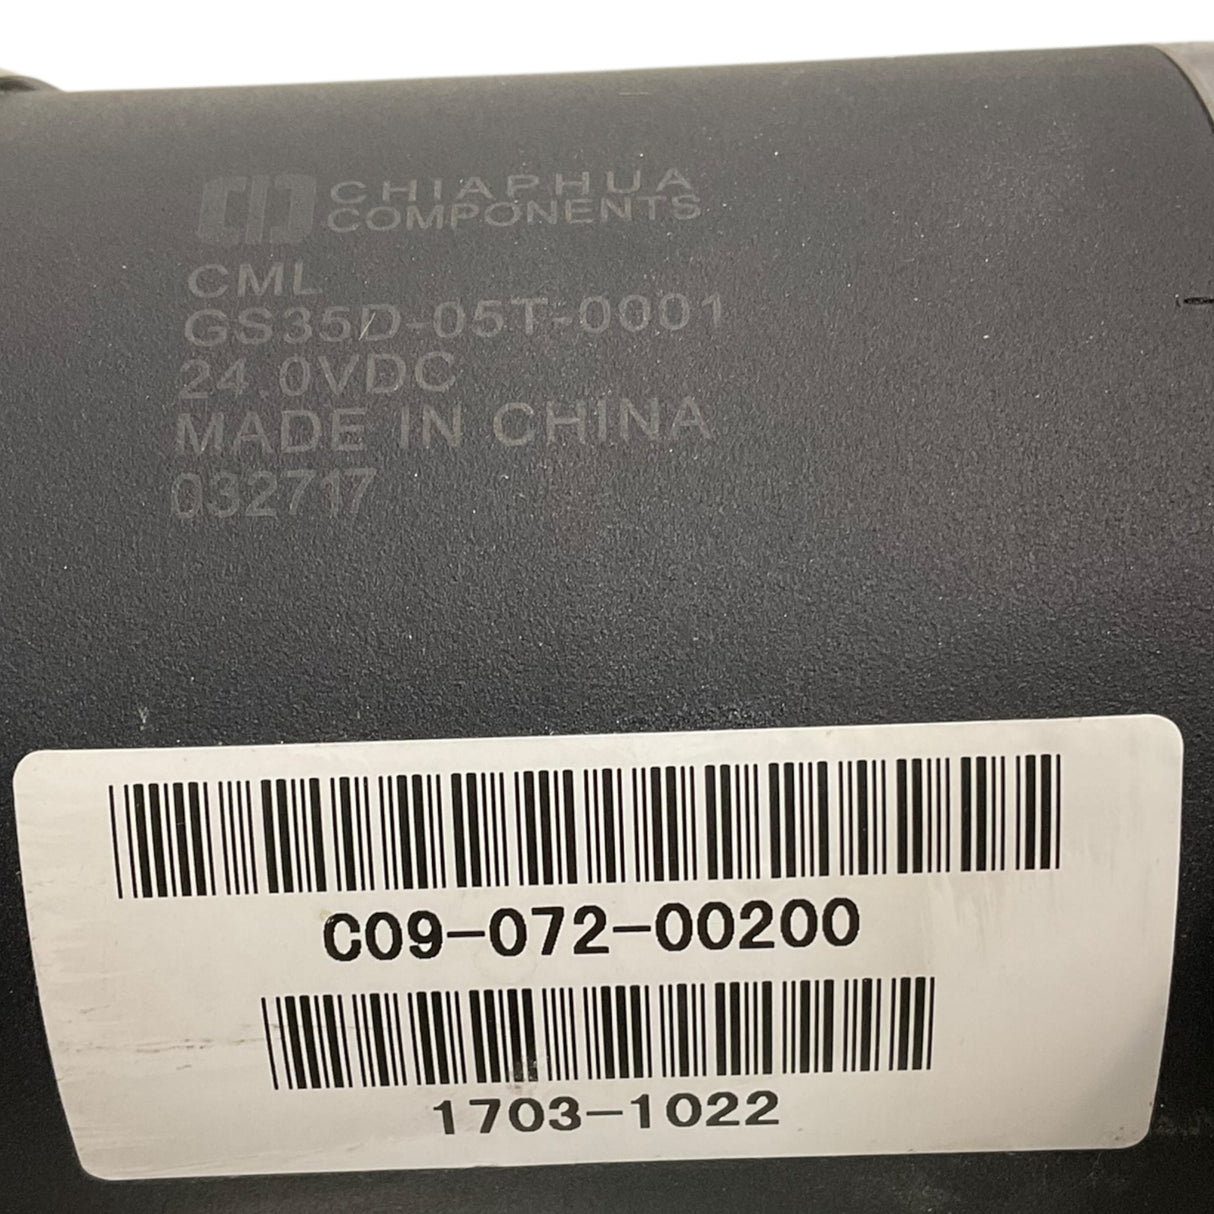 CHIAPHUA
COMPONENTS
CML
GS35D-05T-0001
24.0VDC
MADE IN CHINA
032717
C09-072-00200
1703-1022